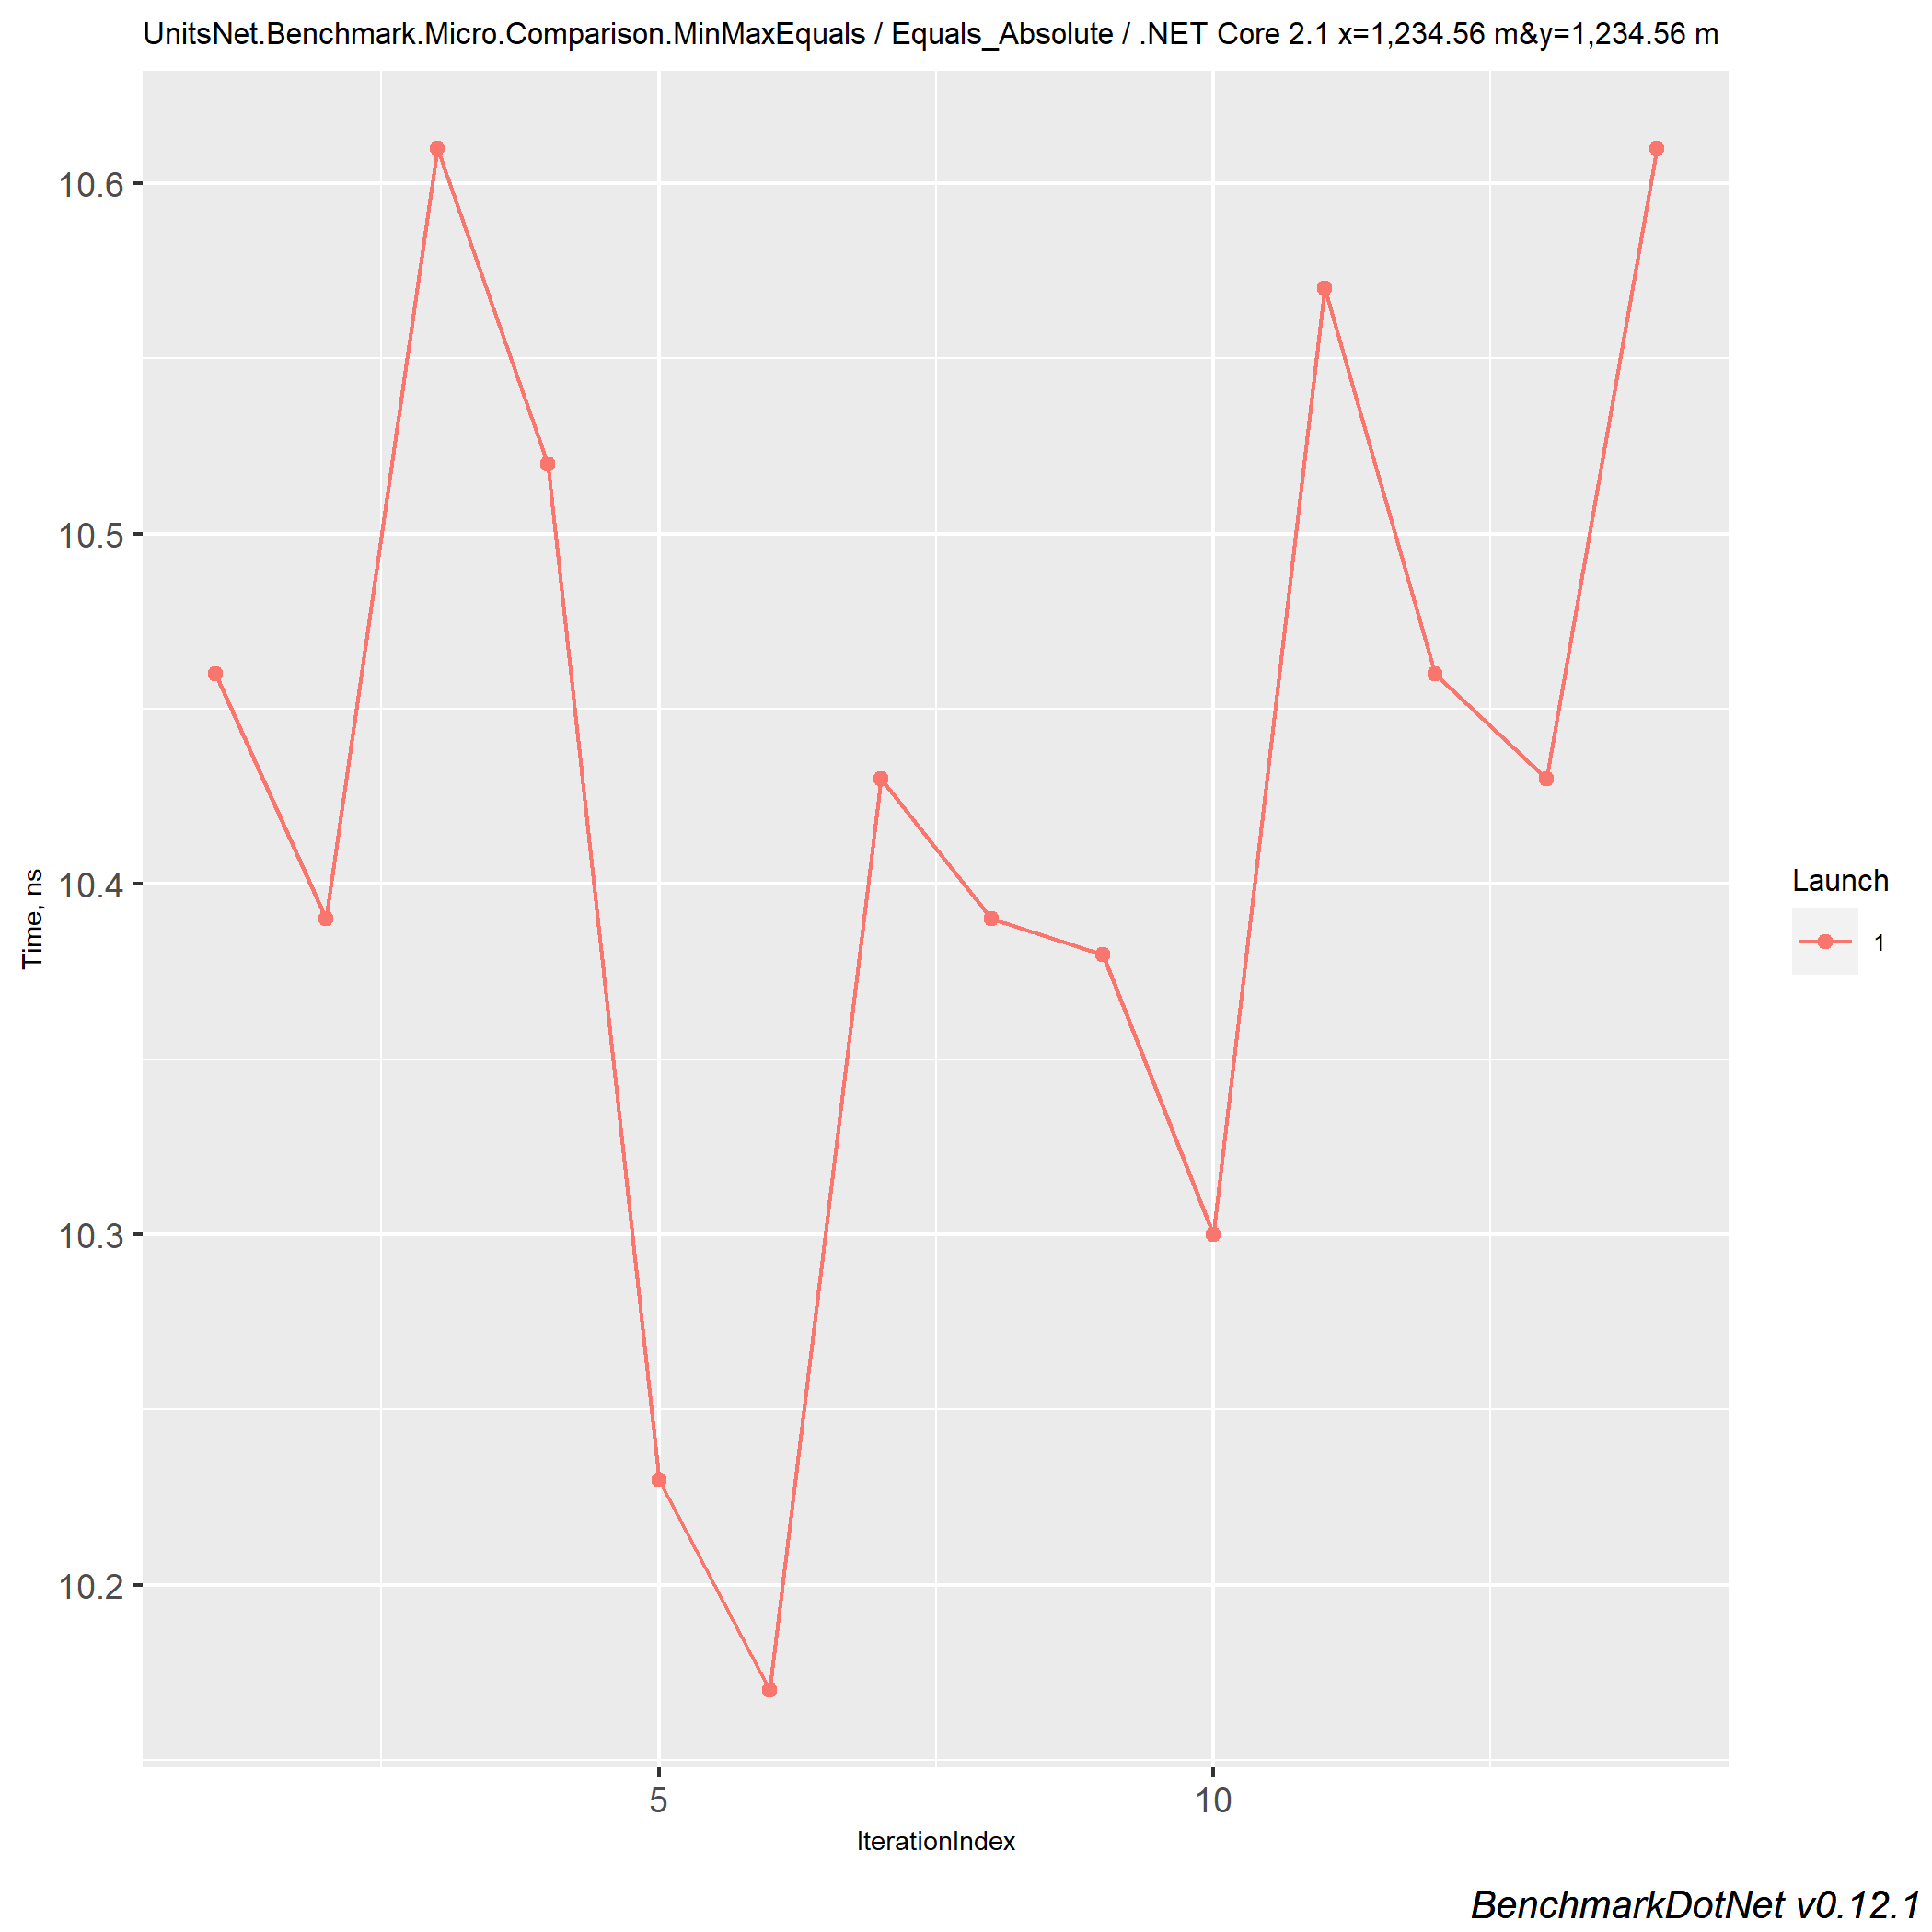 UnitsNet.Benchmark.Micro.Comparison.MinMaxEquals / Equals_Absolute / .NET Core 2.1 x=1,234.56 m&y=1,234.56 m
10.6
10.5
10.4
10.3
10.2
Time, ns
5
10
IterationIndex
Launch
1
BenchmarkDotNet v0.12.1